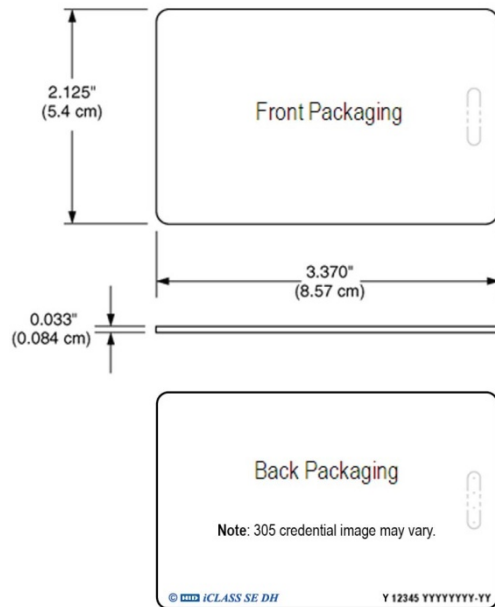 2.125"
(5.4 cm)
Front Packaging
3.370"
(8.57 cm)
0.033"
(0.084 cm)
Back Packaging
Note: 305 credential image may vary.
© HID iCLASS SE DH Y 12345 YYYYYYYY-YY